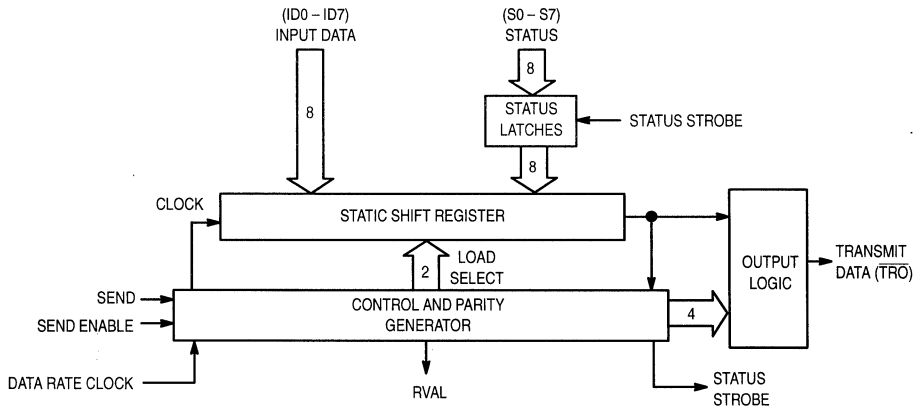 (ID0 – ID7)
INPUT DATA
(S0 – S7)
STATUS
8
8
STATUS
LATCHES
STATUS STROBE
8
CLOCK
STATIC SHIFT REGISTER
2
LOAD
SELECT
OUTPUT
LOGIC
TRANSMIT
DATA (T̅R̅O̅)
SEND
SEND ENABLE
CONTROL AND PARITY
GENERATOR
4
DATA RATE CLOCK
RVAL
STATUS
STROBE